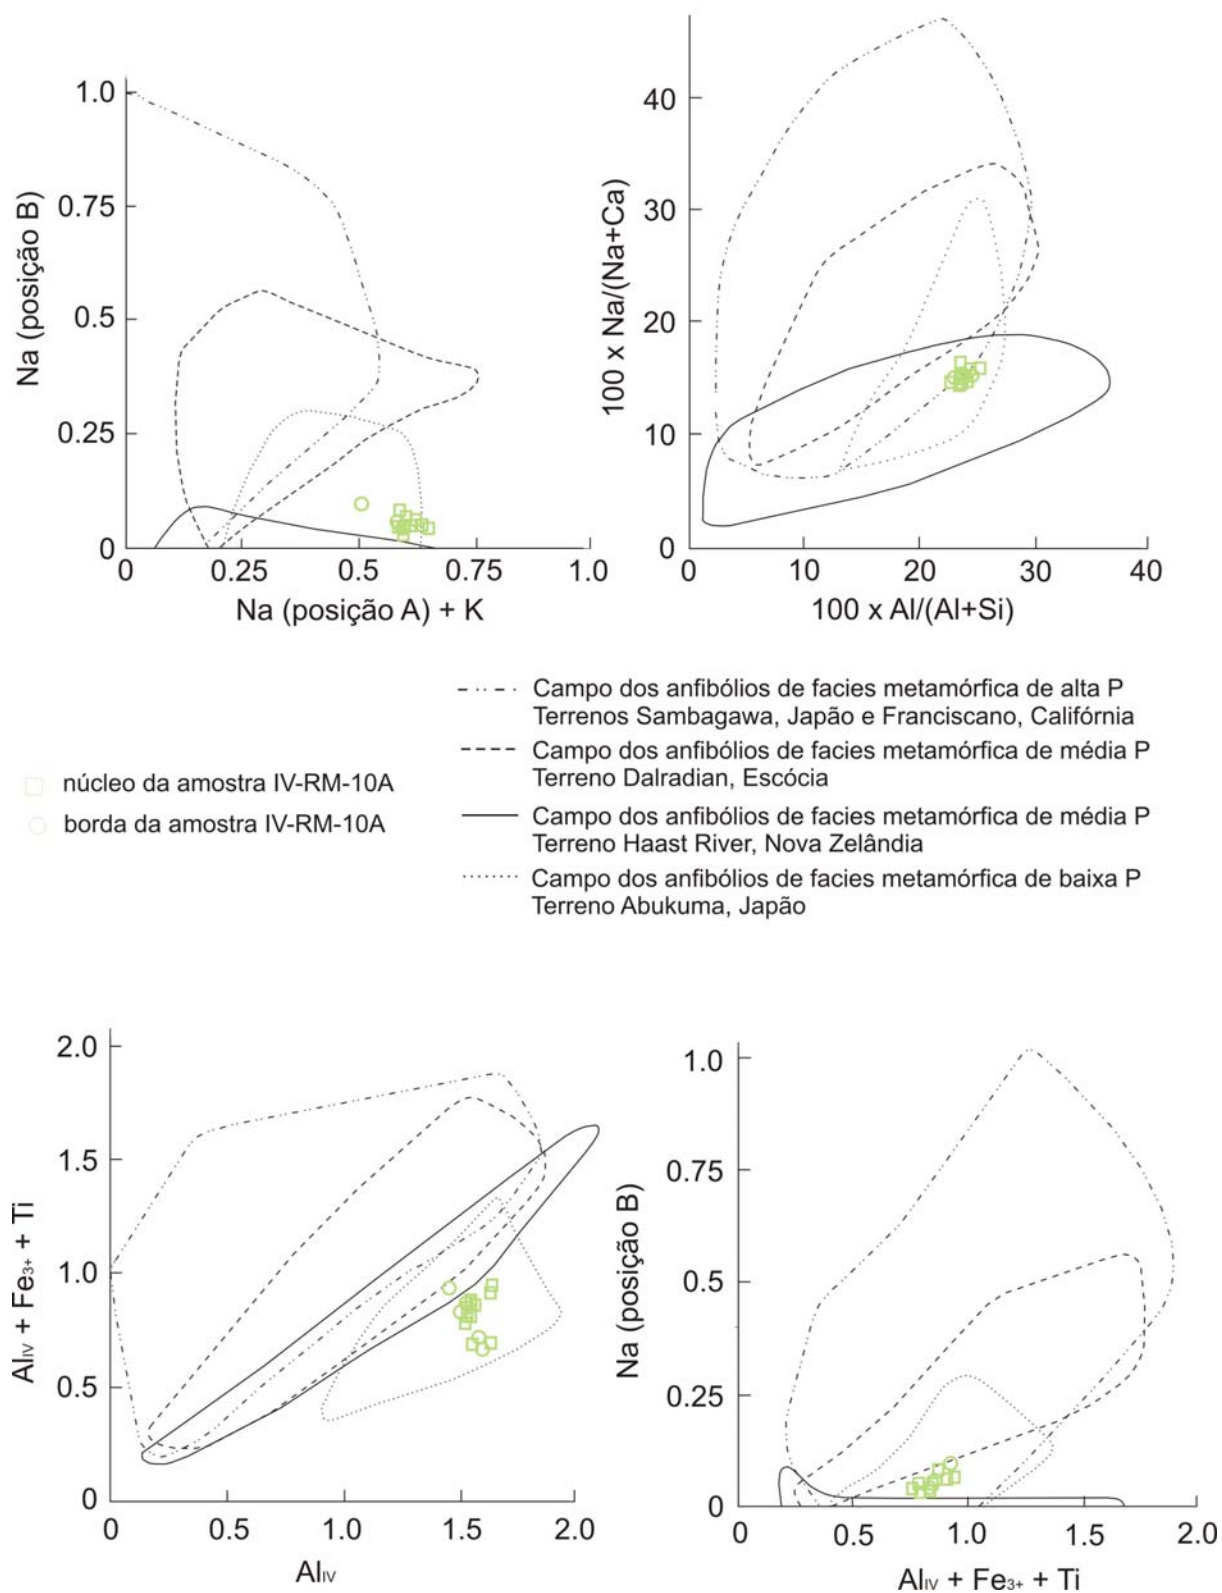 1.0
0.75
0.5
0.25
0
Na (posição B)
0
0.25
0.5
0.75
1.0
Na (posição A) + K
40
30
20
10
0
100 x Na/(Na+Ca)
0
10
20
30
40
100 x Al/(Al+Si)
núcleo da amostra IV-RM-10A
borda da amostra IV-RM-10A
Campo dos anfibólios de facies metamórfica de alta P
Terrenos Sambagawa, Japão e Franciscano, Califórnia
Campo dos anfibólios de facies metamórfica de média P
Terreno Dalradian, Escócia
Campo dos anfibólios de facies metamórfica de média P
Terreno Haast River, Nova Zelândia
Campo dos anfibólios de facies metamórfica de baixa P
Terreno Abukuma, Japão
2.0
1.5
1.0
0.5
0
AlIV + Fe3+ + Ti
0
0.5
1.0
1.5
2.0
AlIV
1.0
0.75
0.5
0.25
0
Na (posição B)
0
0.5
1.0
1.5
2.0
AlIV + Fe3+ + Ti